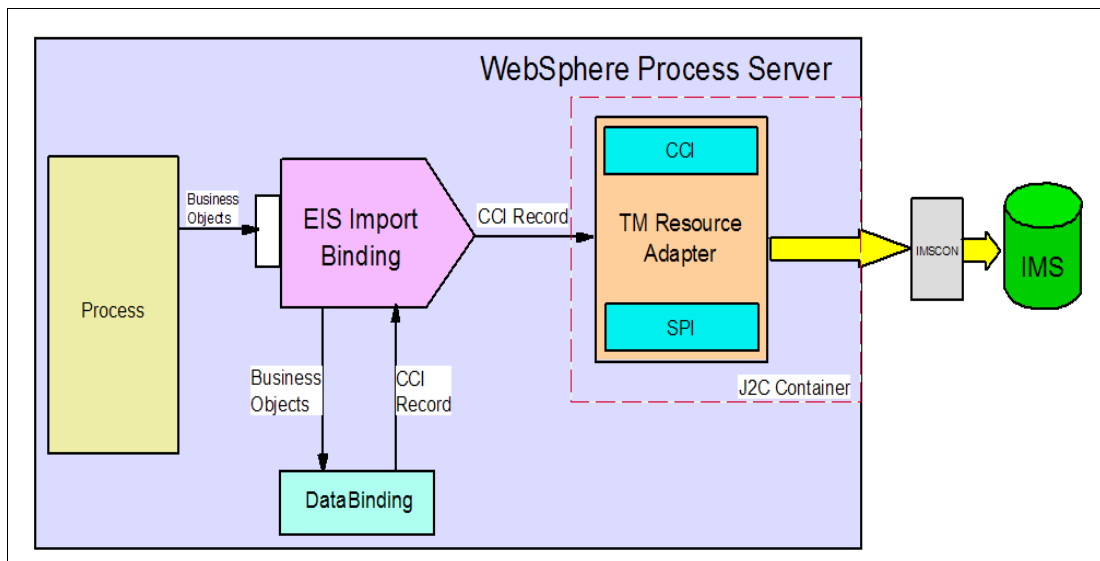 WebSphere Process Server
Process
Business
Objects
EIS Import
Binding
CCI Record
CCI
TM Resource
Adapter
SPI
J2C Container
IMSCON
IMS
Business
Objects
CCI
Record
DataBinding